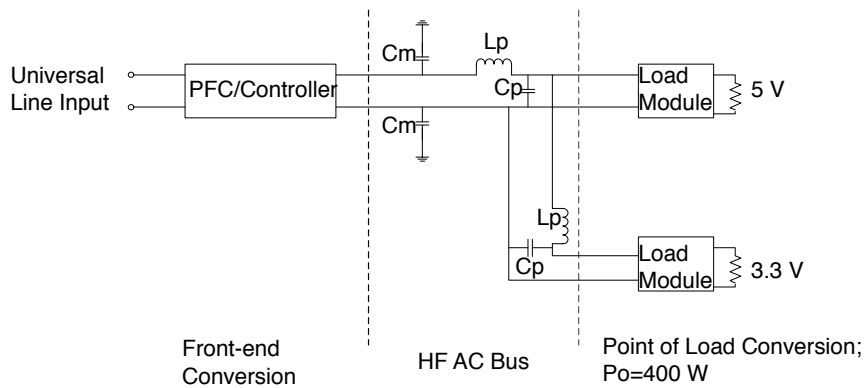 Universal
Line Input
PFC/Controller
Cm
Cm
Lp
Cp
Load
Module
5 V
Lp
Cp
Load
Module
3.3 V
Front-end
Conversion
HF AC Bus
Point of Load Conversion;
Po=400 W